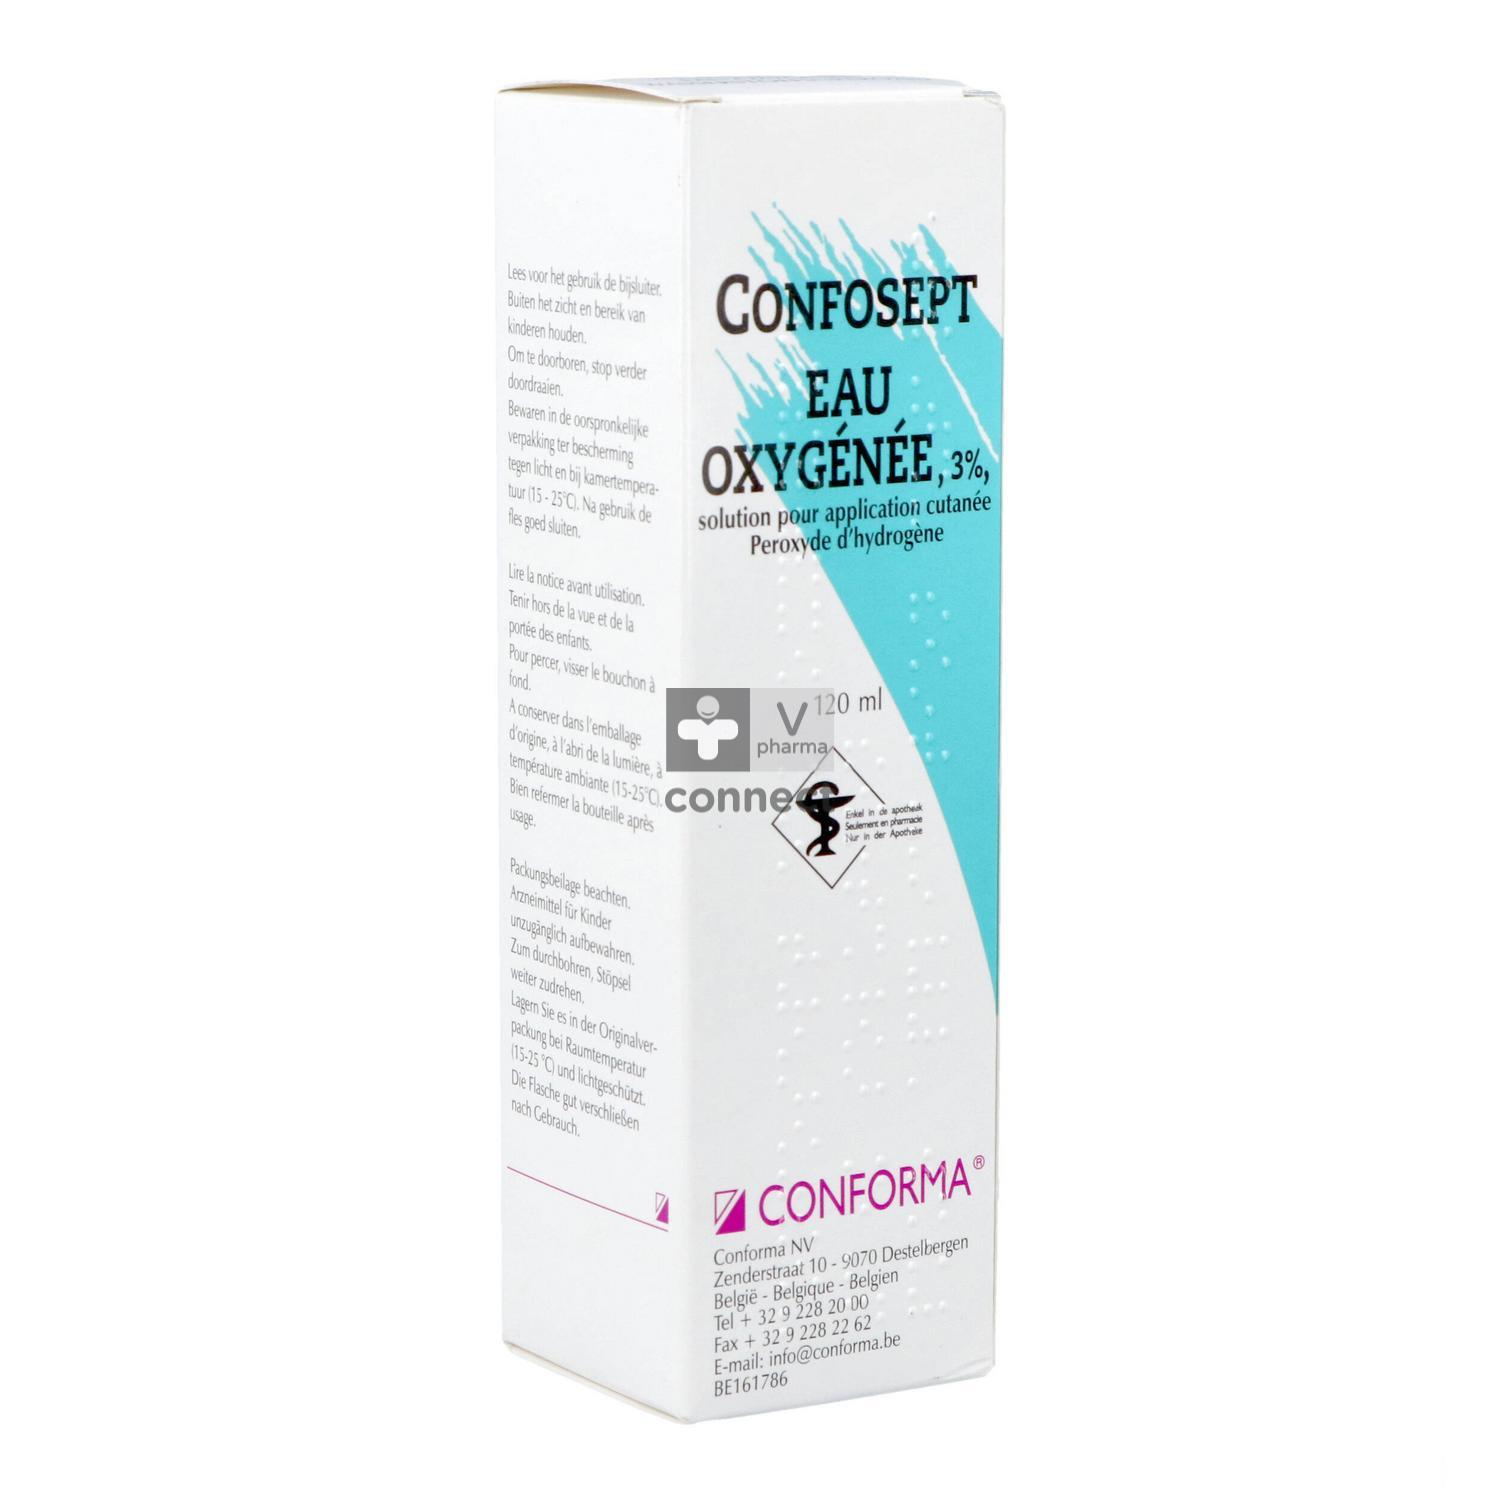 Lees voor het gebruik de bijsluiter.
Buiten het zicht en bereik van
kinderen houden.
Om te doorboren, stop verder
doordraaien.
Bewaren in de oorspronkelijke
verpakking ter bescherming
tegen licht en bij kamertempera-
tuur (15 - 25°C). Na gebruik de
fles goed sluiten.
Lire la notice avant utilisation.
Tenir hors de la vue et de la
portée des enfants.
Pour percer, visser le bouchon à
fond.
A conserver dans l'emballage
d'origine, à l'abri de la lumière, à
température ambiante (15-25°C).
Bien refermer la bouteille après
usage.
Packungsbeilage beachten.
Arzneimittel für Kinder
unzugänglich aufbewahren.
Zum durchbohren, Stöpsel
weiter zudrehen.
Lagern Sie es in der Originalver-
packung bei Raumtemperatur
(15-25 °C) und lichtgeschützt.
Die Flasche gut verschließen
nach Gebrauch.
CONFOSEPT
EAU
OXYGÉNÉE, 3%,
solution pour application cutanée
Peroxyde d'hydrogène
120 ml
V
pharma
connect
Enkel in de apotheek
Seulement en pharmacie
Nur in der Apotheke
CONFORMA®
Conforma NV
Zenderstraat 10 - 9070 Destelbergen
België - Belgique - Belgien
Tel + 32 9 228 20 00
Fax + 32 9 228 22 62
E-mail: info@conforma.be
BE161786